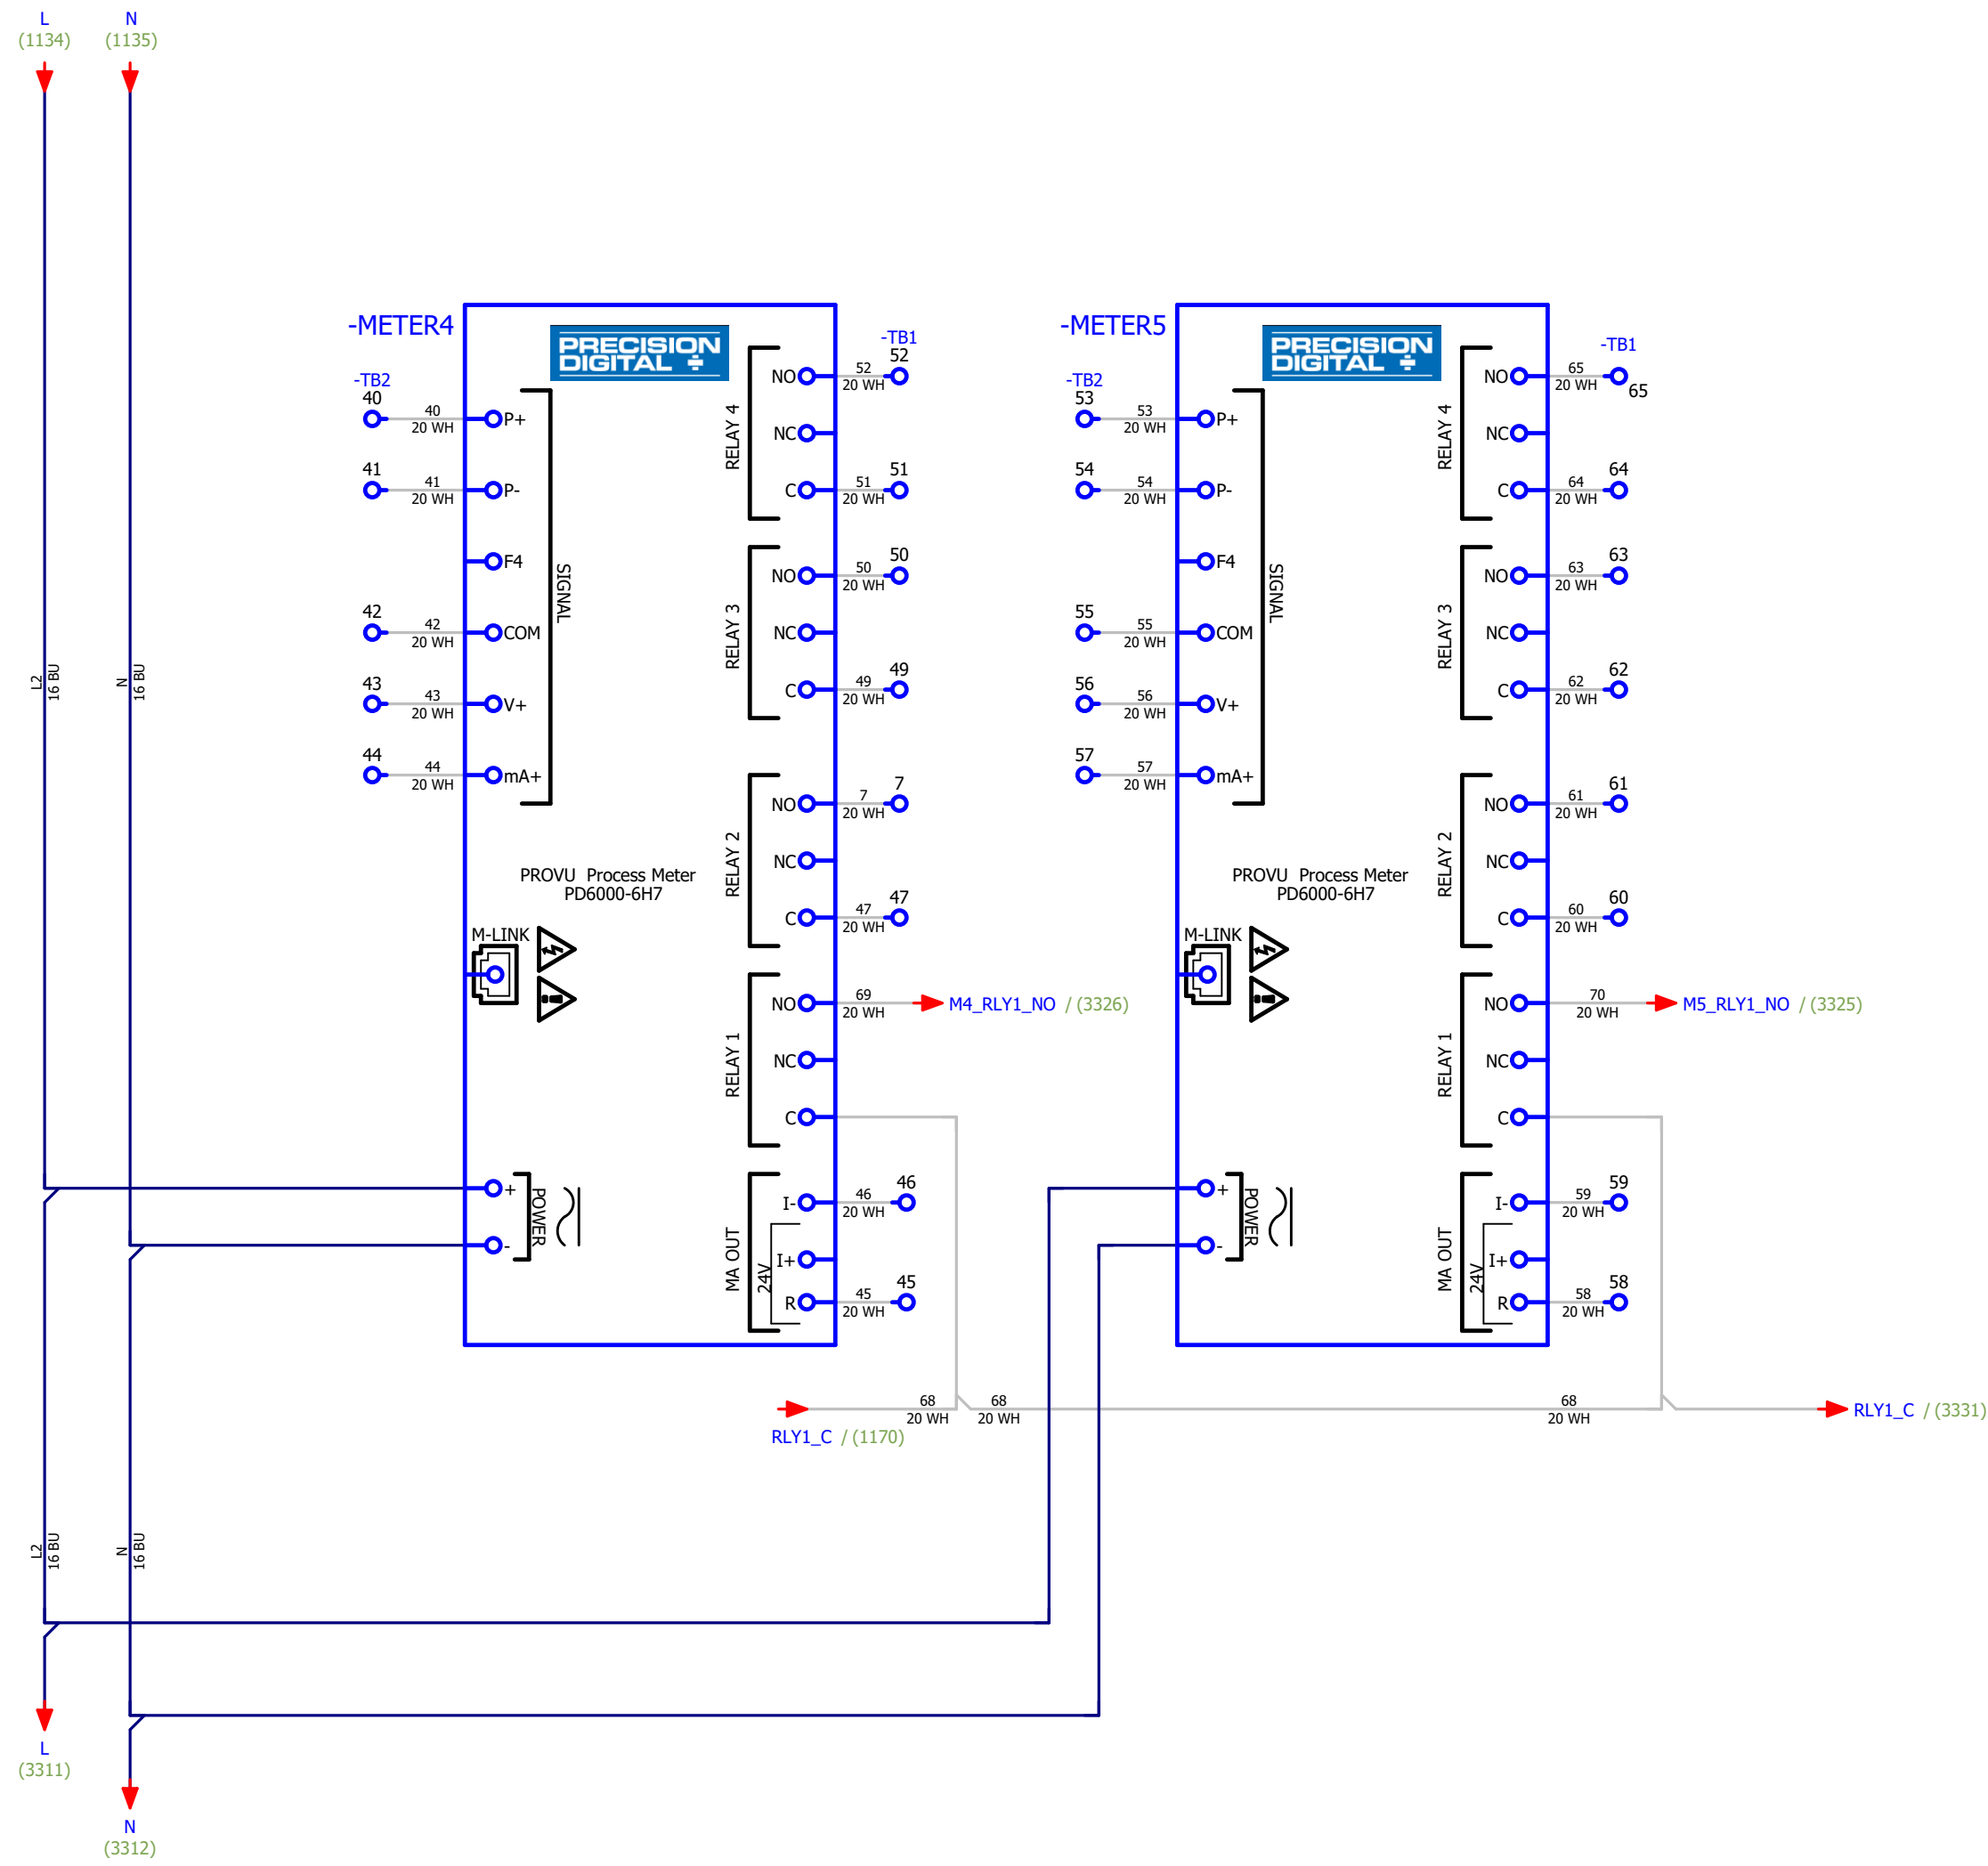 L
(1134)
N
(1135)
L2
16 BU
N
16 BU
-METER4
PRECISION
DIGITAL
-TB2
40
40
20 WH
P+
41
41
20 WH
P-
F4
42
42
20 WH
COM
43
43
20 WH
V+
44
44
20 WH
mA+
SIGNAL
PROVU Process Meter
PD6000-6H7
M-LINK
+
-
POWER
-TB1
RELAY 4
NO
52
20 WH
52
NC
C
51
20 WH
51
RELAY 3
NO
50
20 WH
50
NC
C
49
20 WH
49
RELAY 2
NO
7
20 WH
7
NC
C
47
20 WH
47
RELAY 1
NO
69
20 WH
M4_RLY1_NO / (3326)
NC
C
MA OUT
24V
I-
46
20 WH
46
I+
R
45
20 WH
45
-METER5
PRECISION
DIGITAL
-TB2
53
53
20 WH
P+
54
54
20 WH
P-
F4
55
55
20 WH
COM
56
56
20 WH
V+
57
57
20 WH
mA+
SIGNAL
PROVU Process Meter
PD6000-6H7
M-LINK
+
-
POWER
-TB1
RELAY 4
NO
65
20 WH
65
NC
C
64
20 WH
64
RELAY 3
NO
63
20 WH
63
NC
C
62
20 WH
62
RELAY 2
NO
61
20 WH
61
NC
C
60
20 WH
60
RELAY 1
NO
70
20 WH
M5_RLY1_NO / (3325)
NC
C
MA OUT
24V
I-
59
20 WH
59
I+
R
58
20 WH
58
RLY1_C / (1170)
68
20 WH
68
20 WH
68
20 WH
RLY1_C / (3331)
L2
16 BU
N
16 BU
L
(3311)
N
(3312)